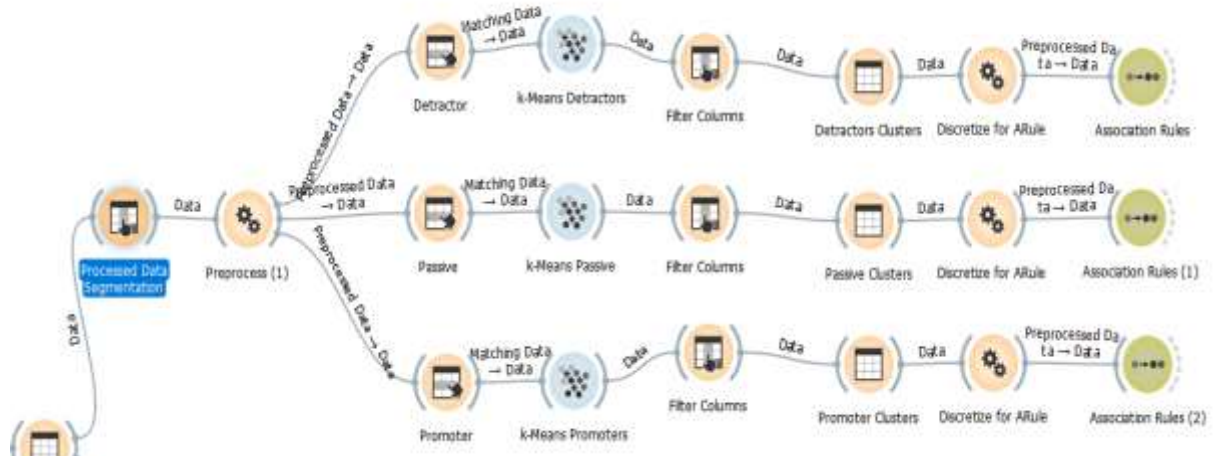 Matching Data
→ Data
Data
Data
Data
Preprocessed Da
ta → Data
Detractor
k-Means Detractors
Filter Columns
Detractors Clusters
Discretize for ARule
Association Rules
Preprocessed Data → Data
Data
Preprocessed Data
→ Data
Matching Data
→ Data
Data
Data
Data
Preprocessed Da
ta → Data
Processed Data
Segmentation
Preprocess (1)
Passive
k-Means Passive
Filter Columns
Passive Clusters
Discretize for ARule
Association Rules (1)
Preprocessed Data → Data
Data
Matching Data
→ Data
Data
Data
Data
Preprocessed Da
ta → Data
Promoter
k-Means Promoters
Filter Columns
Promoter Clusters
Discretize for ARule
Association Rules (2)